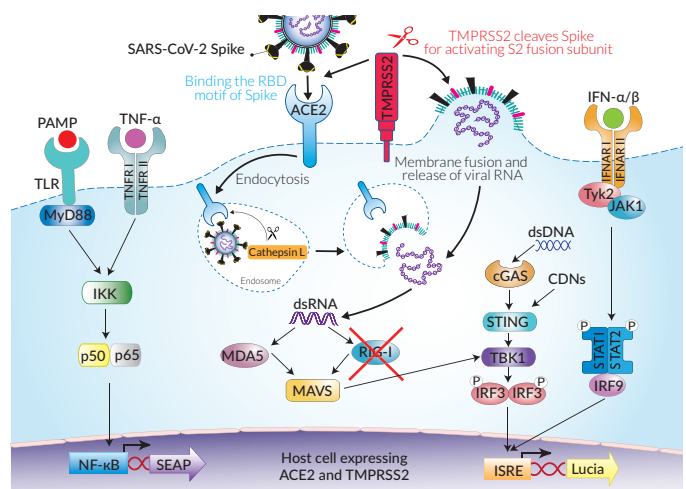 SARS-CoV-2 Spike
TMPRSS2 cleaves Spike
for activating S2 fusion subunit
Binding the RBD
motif of Spike
TMPRSS2
ACE2
IFN-α/β
PAMP
TNF-α
IFNAR I
IFNAR II
TLR
TNFR I
TNFR II
Membrane fusion and
release of viral RNA
Endocytosis
Tyk2
JAK1
MyD88
dsDNA
Cathepsin L
Endosome
cGAS
CDNs
IKK
dsRNA
STING
P
P
STAT1
STAT2
p50
p65
MDA5
RIG-I
TBK1
MAVS
P
P
IRF3
IRF3
IRF9
NF-κB
SEAP
Host cell expressing
ACE2 and TMPRSS2
ISRE
Lucia